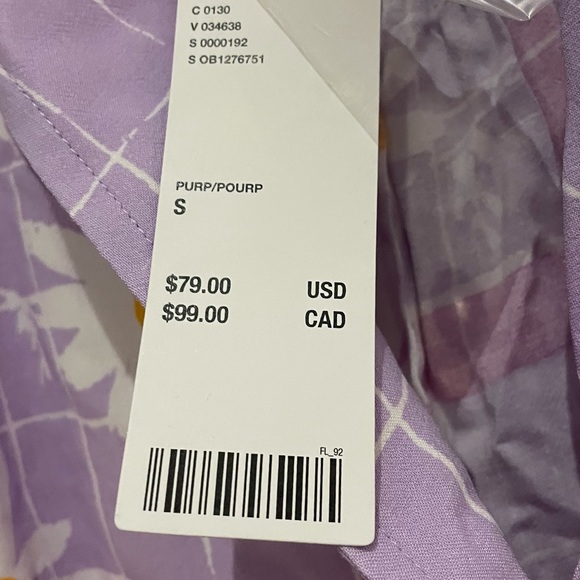 C 0130
V 034638
S 0000192
S OB1276751
PURP/POURP
S
$79.00 USD
$99.00 CAD
FL_92